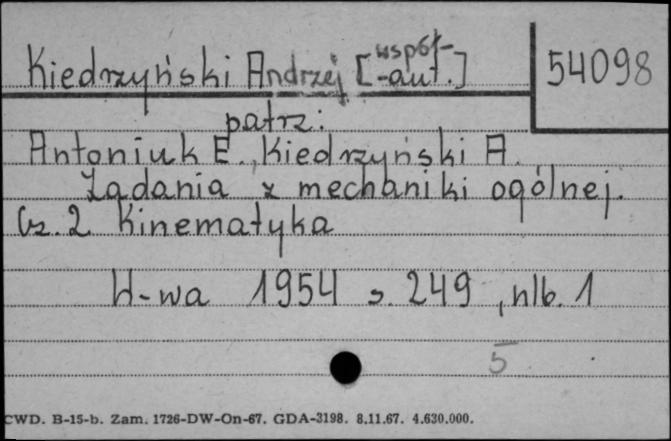 Kiedrzyński Andrzej [współ-
-aut.]
54098
patrz:
Antoniuk E., Kiedrzyński A.
Zadania z mechaniki ogólnej.
Cz. 2 Kinematyka
W-wa 1954 s. 249, nlb. 1
5
CWD. B-15-b. Zam. 1726-DW-On-67. GDA-3198. 8.11.67. 4.630.000.